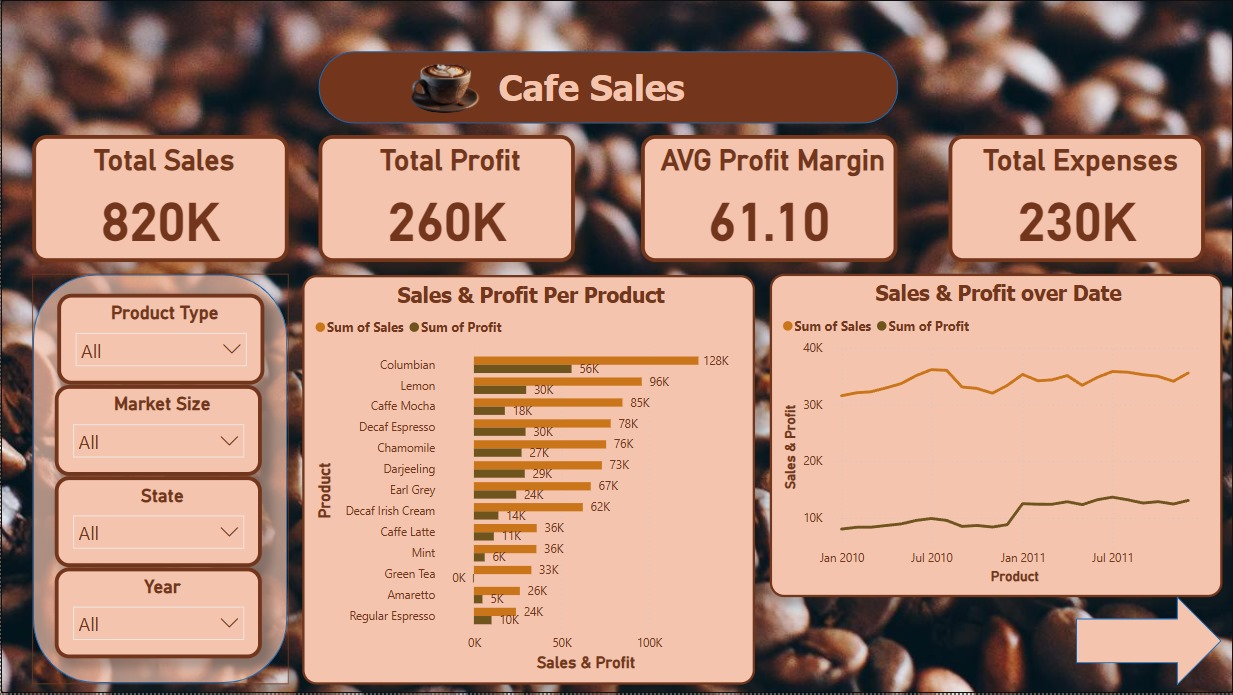 Cafe Sales
Total Sales
820K
Total Profit
260K
AVG Profit Margin
61.10
Total Expenses
230K
Product Type
All
Market Size
All
State
All
Year
All
Sales & Profit Per Product
Sum of Sales Sum of Profit
Product
Columbian 128K
56K
Lemon 96K
30K
Caffe Mocha 85K
18K
Decaf Espresso 78K
30K
Chamomile 76K
27K
Darjeeling 73K
29K
Earl Grey 67K
24K
Decaf Irish Cream 62K
14K
Caffe Latte 36K
11K
Mint 36K
6K
Green Tea 33K
0K
Amaretto 26K
5K
Regular Espresso 24K
10K
0K 50K 100K
Sales & Profit
Sales & Profit over Date
Sum of Sales Sum of Profit
Sales & Profit
40K
30K
20K
10K
Jan 2010 Jul 2010 Jan 2011 Jul 2011
Product